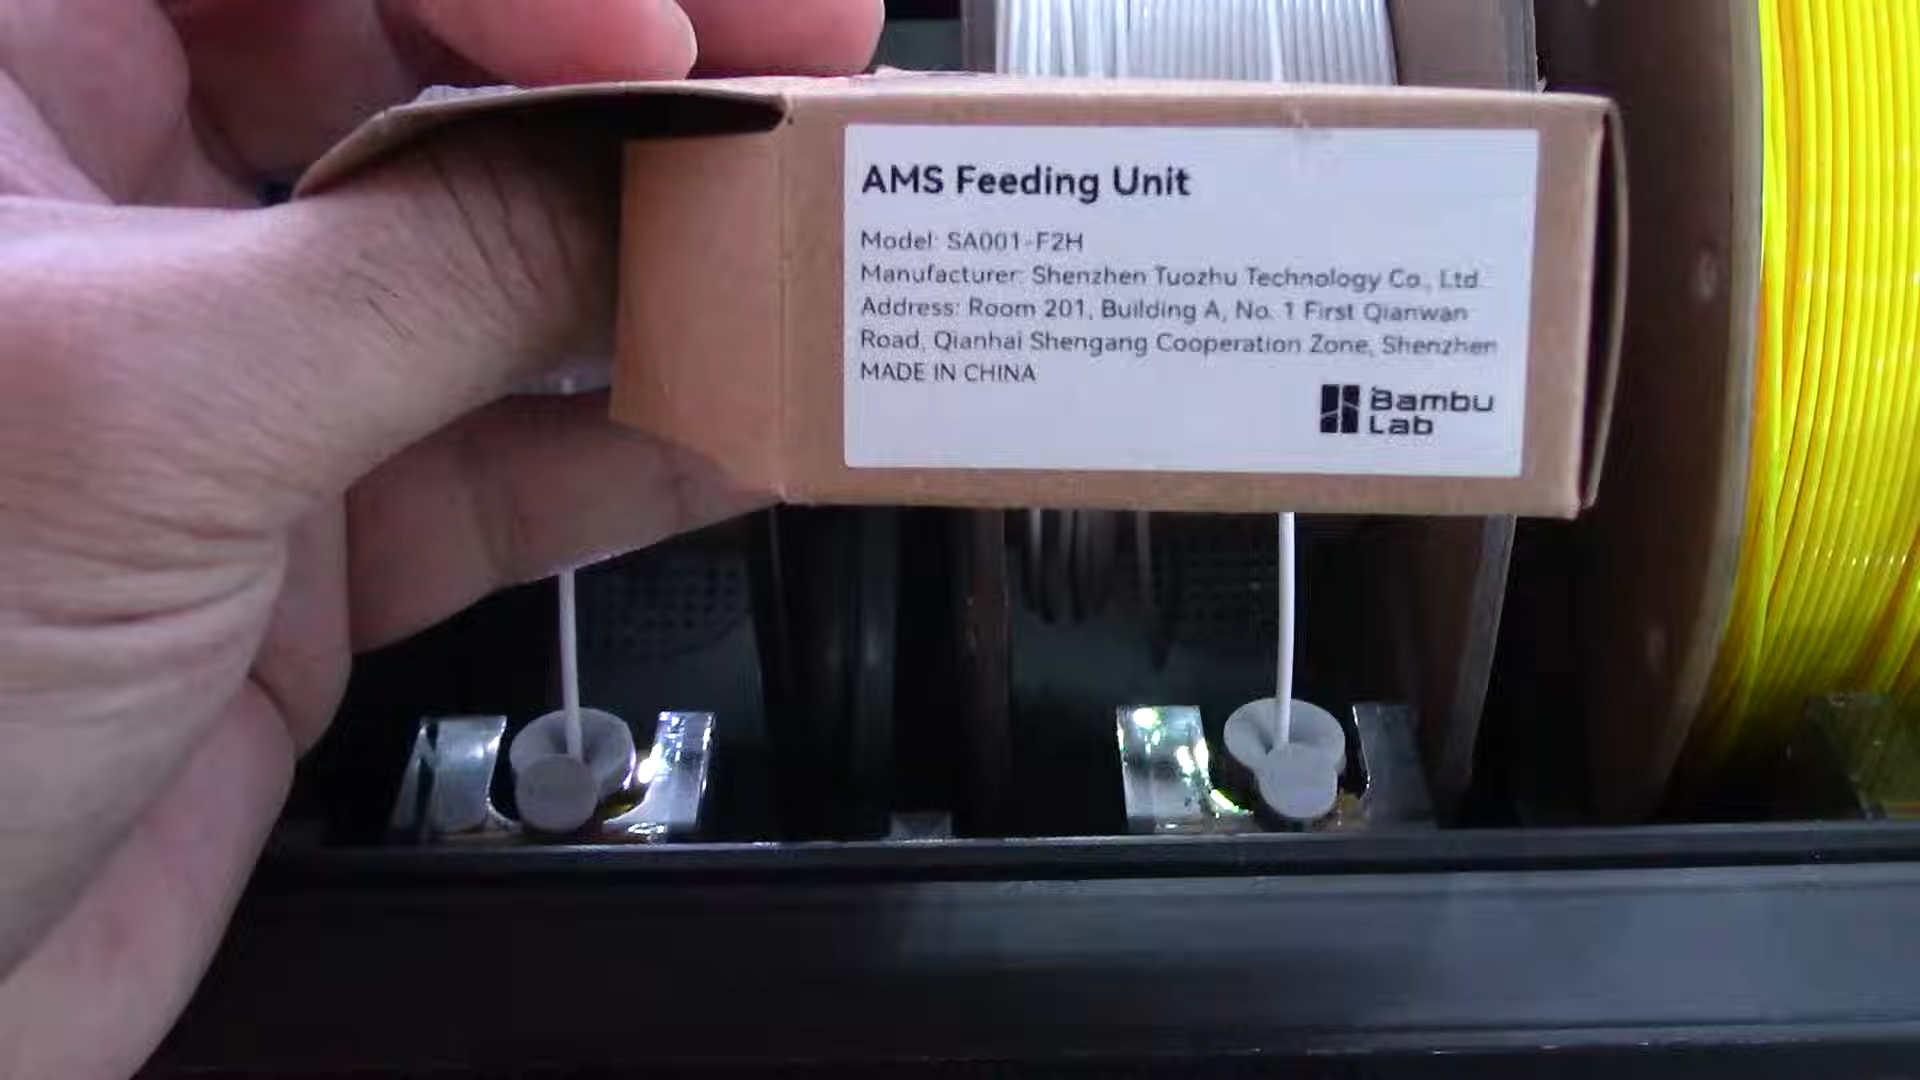 AMS Feeding Unit
Model: SA001-F2H
Manufacturer: Shenzhen Tuozhu Technology Co., Ltd.
Address: Room 201, Building A, No. 1 First Qianwan
Road, Qianhai Shengang Cooperation Zone, Shenzhen
MADE IN CHINA
Bambu
Lab